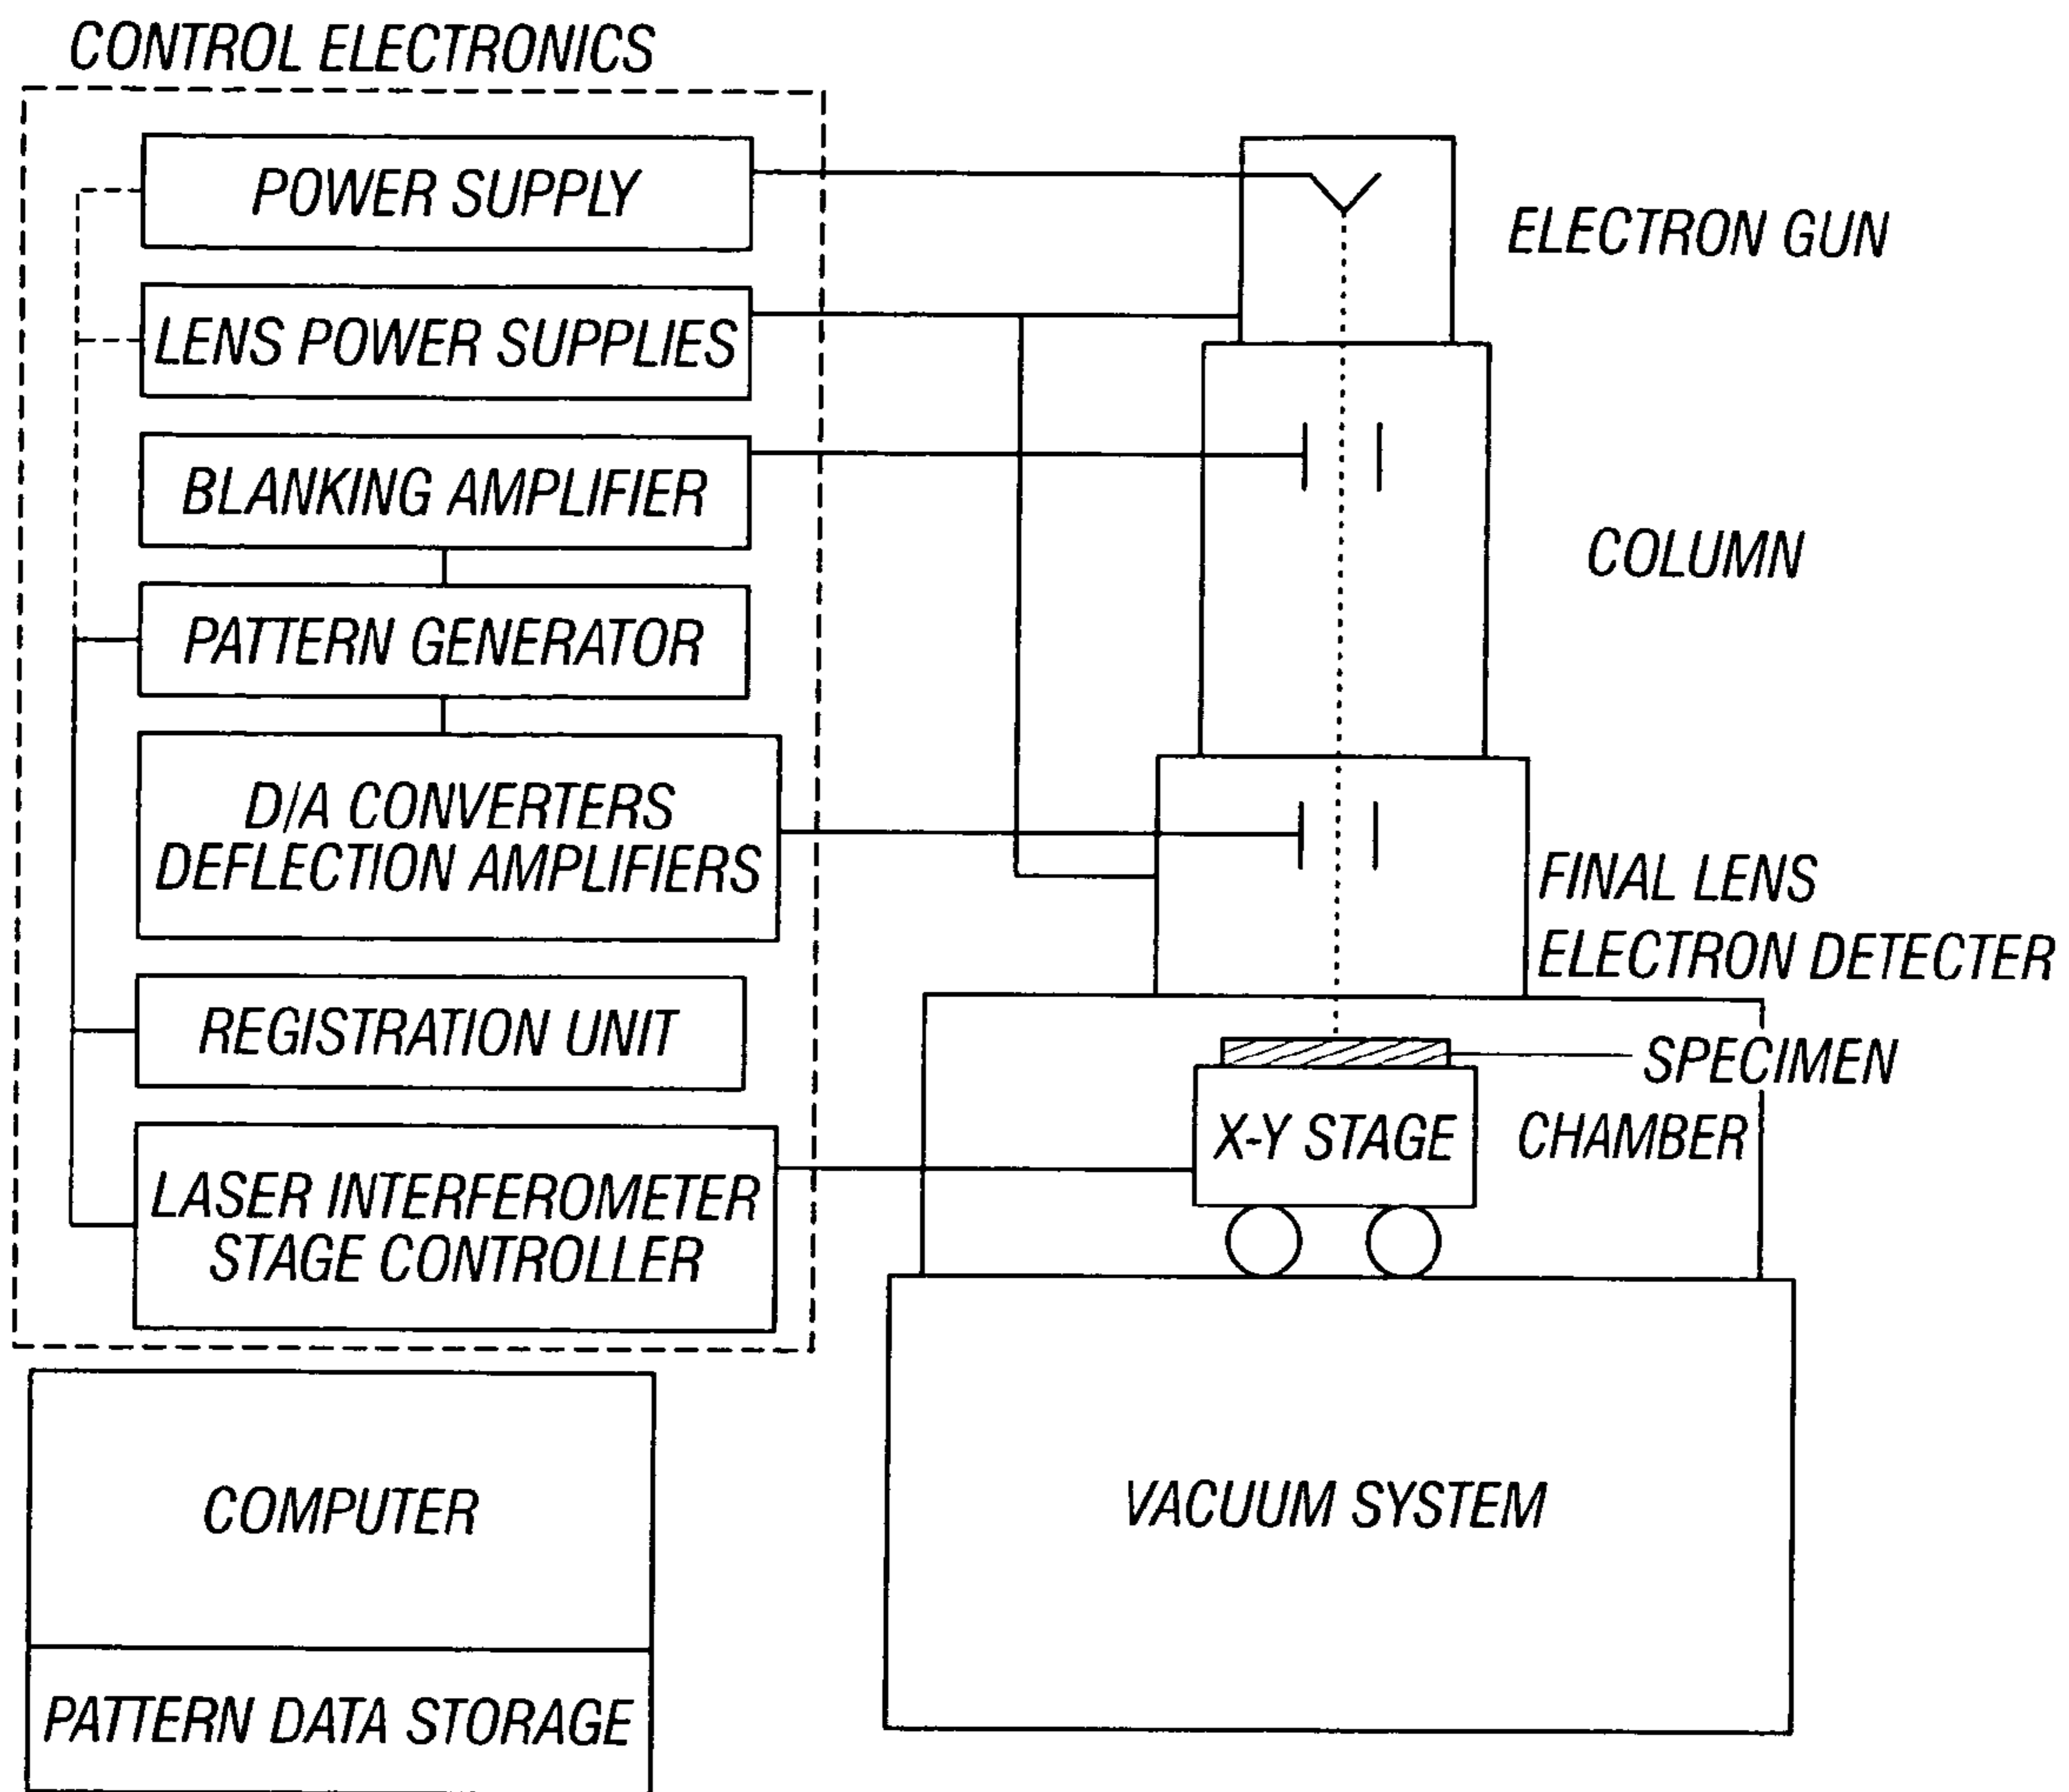 CONTROL ELECTRONICS
POWER SUPPLY
LENS POWER SUPPLIES
BLANKING AMPLIFIER
PATTERN GENERATOR
D/A CONVERTERS
DEFLECTION AMPLIFIERS
REGISTRATION UNIT
LASER INTERFEROMETER
STAGE CONTROLLER
COMPUTER
PATTERN DATA STORAGE
ELECTRON GUN
COLUMN
FINAL LENS
ELECTRON DETECTER
SPECIMEN
X-Y STAGE
CHAMBER
VACUUM SYSTEM